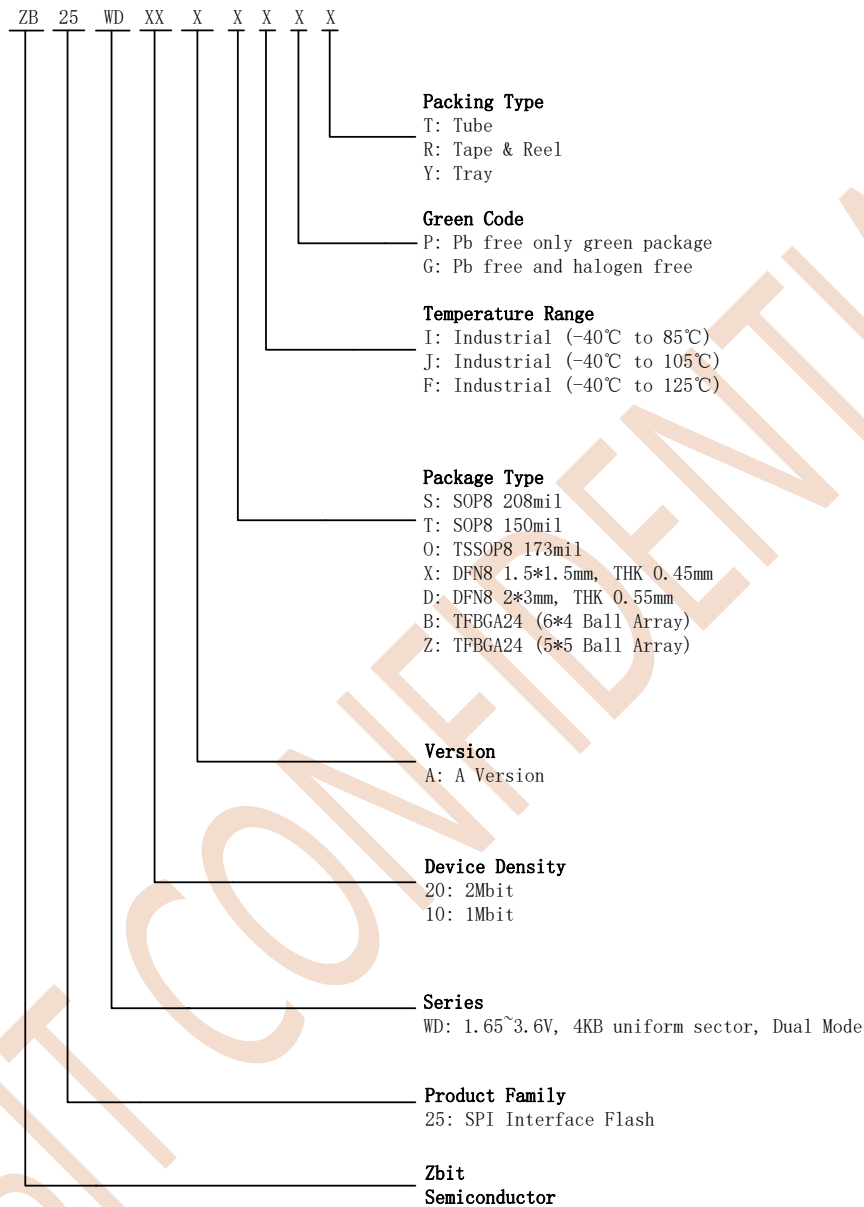 ZB 25 WD XX X X X X X
Packing Type
T: Tube
R: Tape & Reel
Y: Tray
Green Code
P: Pb free only green package
G: Pb free and halogen free
Temperature Range
I: Industrial (-40℃ to 85℃)
J: Industrial (-40℃ to 105℃)
F: Industrial (-40℃ to 125℃)
Package Type
S: SOP8 208mil
T: SOP8 150mil
O: TSSOP8 173mil
X: DFN8 1.5*1.5mm, THK 0.45mm
D: DFN8 2*3mm, THK 0.55mm
B: TFBGA24 (6*4 Ball Array)
Z: TFBGA24 (5*5 Ball Array)
Version
A: A Version
Device Density
20: 2Mbit
10: 1Mbit
Series
WD: 1.65~3.6V, 4KB uniform sector, Dual Mode
Product Family
25: SPI Interface Flash
Zbit
Semiconductor
BIT CONFIDENTIA